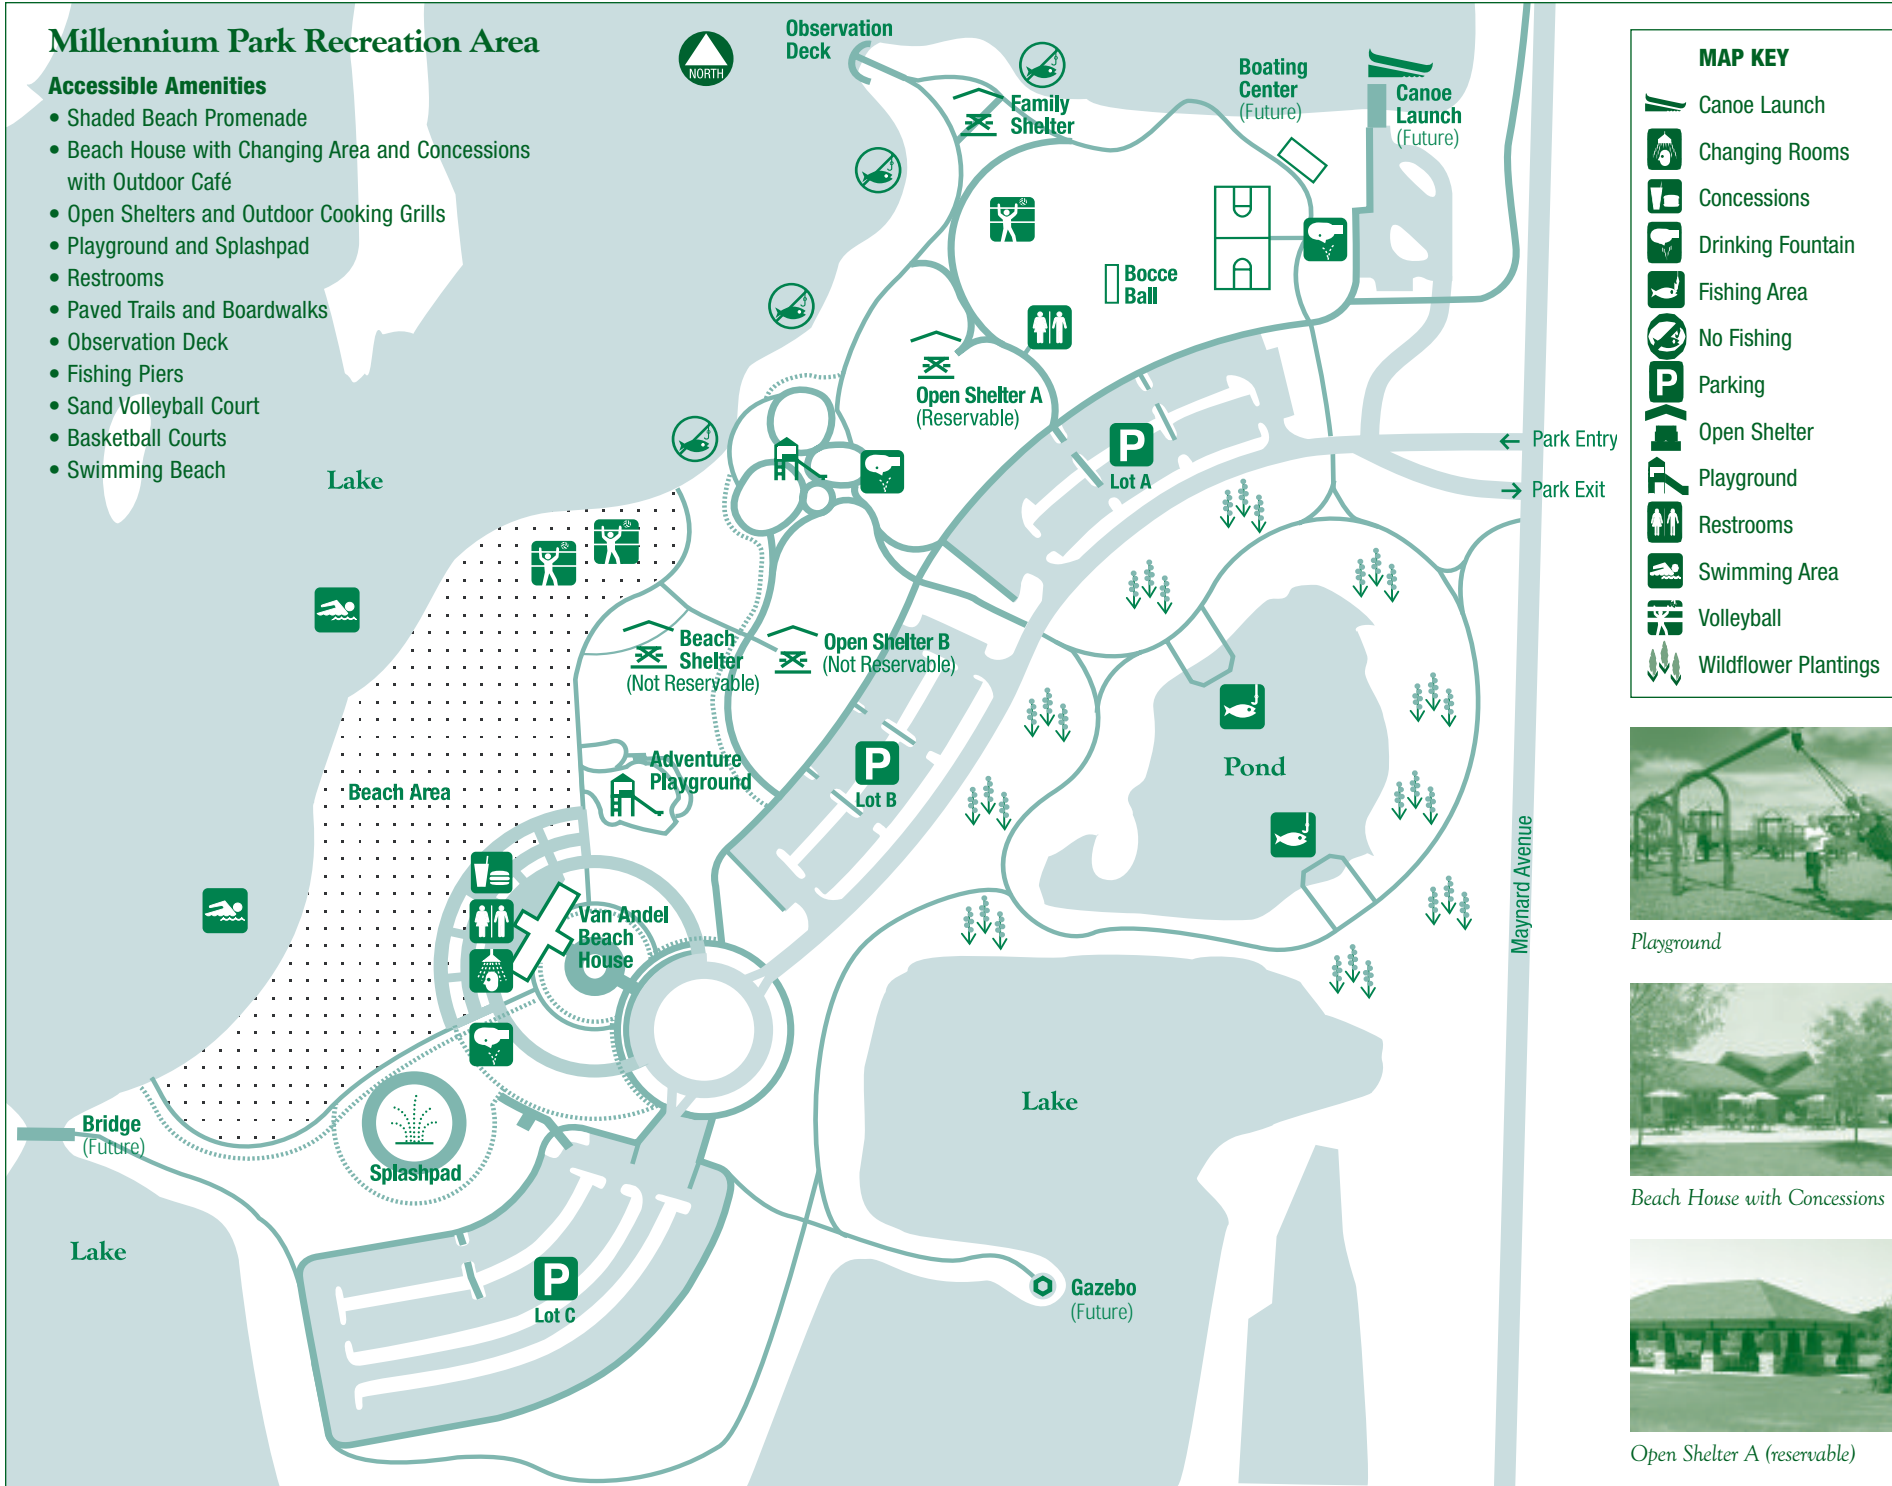 Millennium Park Recreation Area
Accessible Amenities
• Shaded Beach Promenade
• Beach House with Changing Area and Concessions
with Outdoor Café
• Open Shelters and Outdoor Cooking Grills
• Playground and Splashpad
• Restrooms
• Paved Trails and Boardwalks
• Observation Deck
• Fishing Piers
• Sand Volleyball Court
• Basketball Courts
• Swimming Beach
NORTH
Observation
Deck
Family
Shelter
Boating
Center
(Future)
Canoe
Launch
(Future)
Bocce
Ball
Open Shelter A
(Reservable)
P
Lot A
← Park Entry
→ Park Exit
Lake
Beach
Shelter
(Not Reservable)
Open Shelter B
(Not Reservable)
Adventure
Playground
P
Lot B
Pond
Beach Area
Maynard Avenue
Van Andel
Beach
House
Lake
Bridge
(Future)
Splashpad
Lake
P
Lot C
Gazebo
(Future)
MAP KEY
Canoe Launch
Changing Rooms
Concessions
Drinking Fountain
Fishing Area
No Fishing
P Parking
Open Shelter
Playground
Restrooms
Swimming Area
Volleyball
Wildflower Plantings
Playground
Beach House with Concessions
Open Shelter A (reservable)